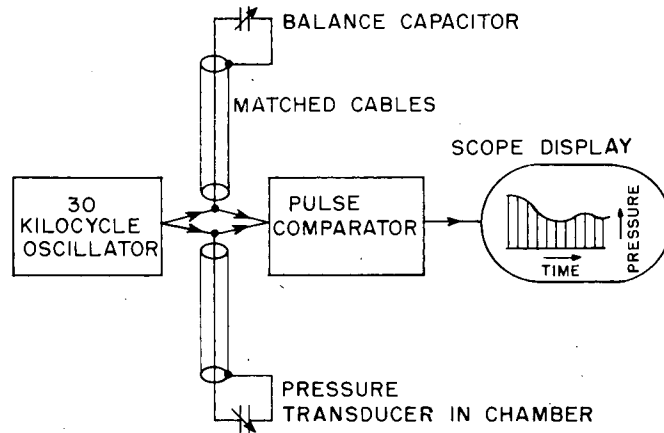 BALANCE CAPACITOR
MATCHED CABLES
SCOPE DISPLAY
30
KILOCYCLE
OSCILLATOR
PULSE
COMPARATOR
PRESSURE
TIME
PRESSURE
TRANSDUCER IN CHAMBER